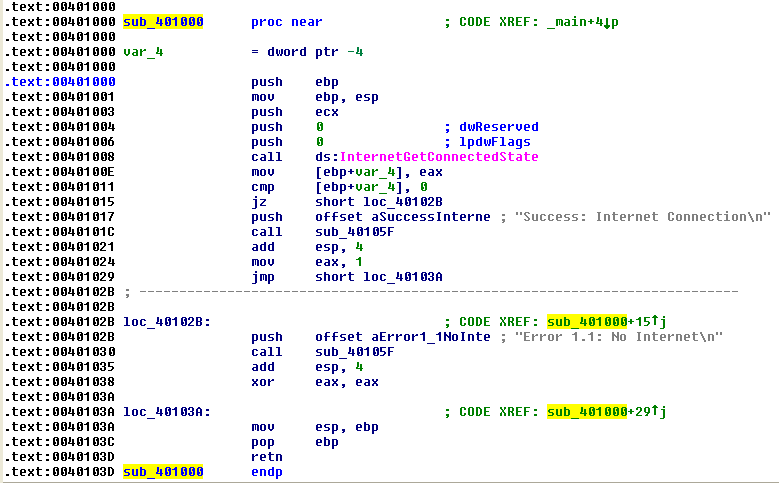 .text:00401000
.text:00401000 sub_401000 proc near ; CODE XREF: _main+4↓p
.text:00401000
.text:00401000 var_4 = dword ptr -4
.text:00401000
.text:00401000 push ebp
.text:00401001 mov ebp, esp
.text:00401003 push ecx
.text:00401004 push 0 ; dwReserved
.text:00401006 push 0 ; lpdwFlags
.text:00401008 call ds:InternetGetConnectedState
.text:0040100E mov [ebp+var_4], eax
.text:00401011 cmp [ebp+var_4], 0
.text:00401015 jz short loc_40102B
.text:00401017 push offset aSuccessInterne ; "Success: Internet Connection\n"
.text:0040101C call sub_40105F
.text:00401021 add esp, 4
.text:00401024 mov eax, 1
.text:00401029 jmp short loc_40103A
.text:0040102B ; ---------------------------------------------------------------------------
.text:0040102B
.text:0040102B loc_40102B: ; CODE XREF: sub_401000+15↑j
.text:0040102B push offset aError1_1NoInte ; "Error 1.1: No Internet\n"
.text:00401030 call sub_40105F
.text:00401035 add esp, 4
.text:00401038 xor eax, eax
.text:0040103A
.text:0040103A loc_40103A: ; CODE XREF: sub_401000+29↑j
.text:0040103A mov esp, ebp
.text:0040103C pop ebp
.text:0040103D retn
.text:0040103D sub_401000 endp